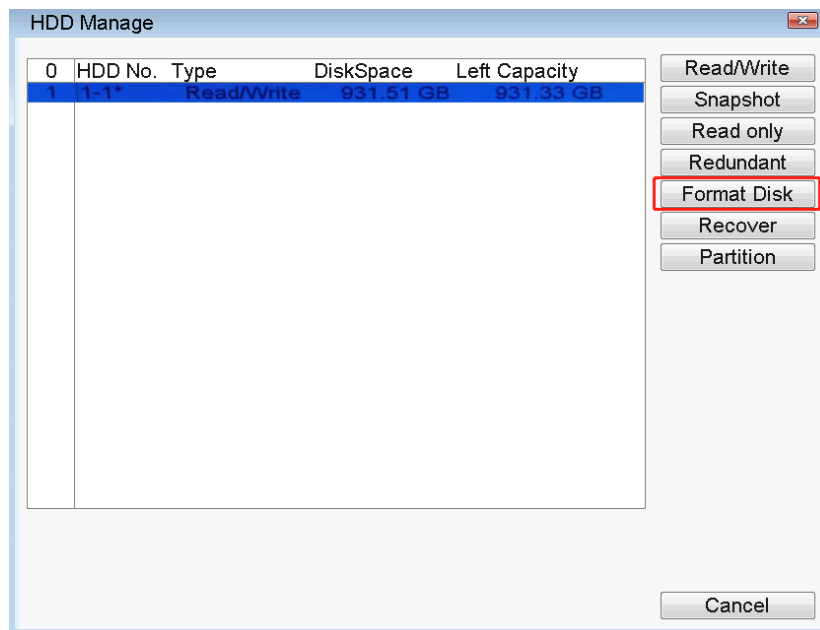 HDD Manage
0 HDD No. Type DiskSpace Left Capacity
1 1-1* Read/Write 931.51 GB 931.33 GB
Read/Write
Snapshot
Read only
Redundant
Format Disk
Recover
Partition
Cancel